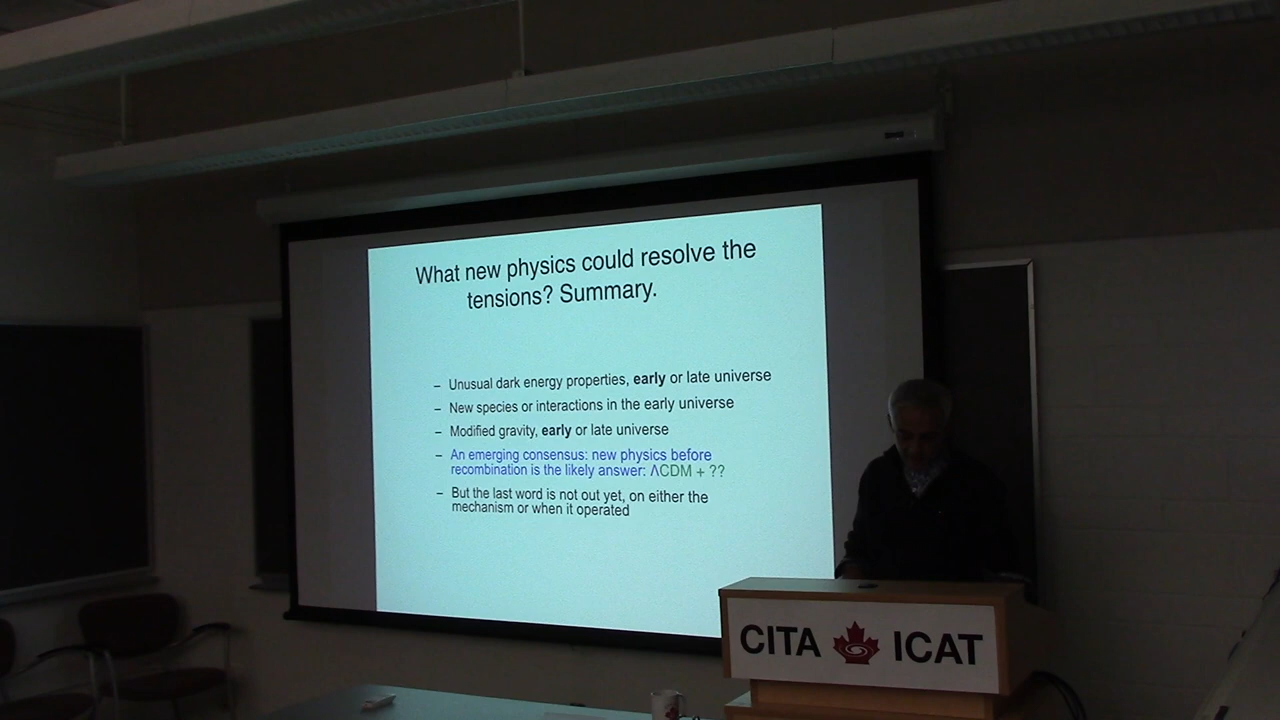 What new physics could resolve the
tensions? Summary.
– Unusual dark energy properties, early or late universe
– New species or interactions in the early universe
– Modified gravity, early or late universe
– An emerging consensus: new physics before
recombination is the likely answer: ΛCDM + ??
– But the last word is not out yet, on either the
mechanism or when it operated
CITA ICAT